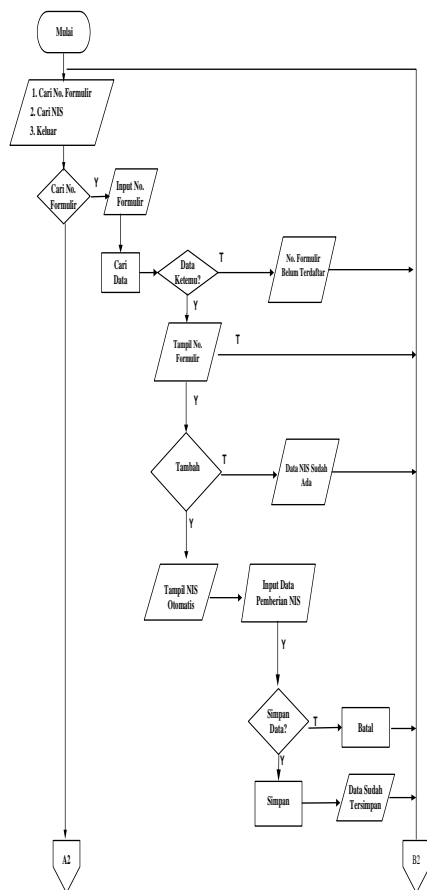 Mulai
1. Cari No. Formulir
2. Cari NIS
3. Keluar
Cari No.
Formulir
Y
Input No.
Formulir
Cari
Data
Data
Ketemu?
T
No. Formulir
Belum Terdaftar
Y
Tampil No.
Formulir
T
Y
Tambah
T
Data NIS Sudah
Ada
Y
Tampil NIS
Otomatis
Input Data
Pemberian NIS
Y
Simpan
Data?
T
Batal
Y
Simpan
Data Sudah
Tersimpan
A2
B2